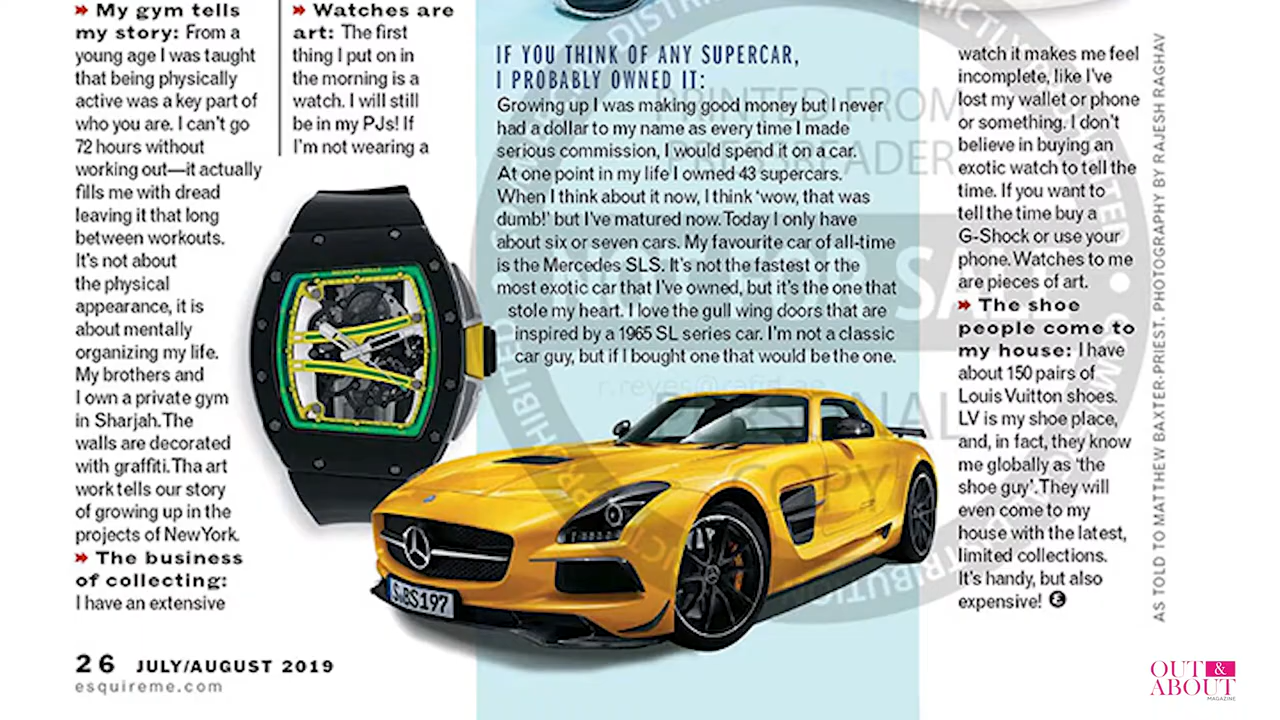 » My gym tells
my story: From a
young age I was taught
that being physically
active was a key part of
who you are. I can't go
72 hours without
working out—it actually
fills me with dread
leaving it that long
between workouts.
It's not about
the physical
appearance, it is
about mentally
organizing my life.
My brothers and
I own a private gym
in Sharjah. The
walls are decorated
with graffiti. Tha art
work tells our story
of growing up in the
projects of New York.
» The business
of collecting:
I have an extensive
» Watches are
art: The first
thing I put on in
the morning is a
watch. I will still
be in my PJs! If
I'm not wearing a
IF YOU THINK OF ANY SUPERCAR,
I PROBABLY OWNED IT:
Growing up I was making good money but I never
had a dollar to my name as every time I made
serious commission, I would spend it on a car.
At one point in my life I owned 43 supercars.
When I think about it now, I think 'wow, that was
dumb!' but I've matured now. Today I only have
about six or seven cars. My favourite car of all-time
is the Mercedes SLS. It's not the fastest or the
most exotic car that I've owned, but it's the one that
stole my heart. I love the gull wing doors that are
inspired by a 1965 SL series car. I'm not a classic
car guy, but if I bought one that would be the one.
watch it makes me feel
incomplete, like I've
lost my wallet or phone
or something. I don't
believe in buying an
exotic watch to tell the
time. If you want to
tell the time buy a
G-Shock or use your
phone. Watches to me
are pieces of art.
» The shoe
people come to
my house: I have
about 150 pairs of
Louis Vuitton shoes.
LV is my shoe place,
and, in fact, they know
me globally as 'the
shoe guy'. They will
even come to my
house with the latest,
limited collections.
It's handy, but also
expensive!
AS TOLD TO MATTHEW BAXTER-PRIEST. PHOTOGRAPHY BY RAJESH RAGHAV
PRINTED FROM
PERSONAL
COPY
S BS197
26 JULY/AUGUST 2019
esquireme.com
OUT &
ABOUT
MAGAZINE